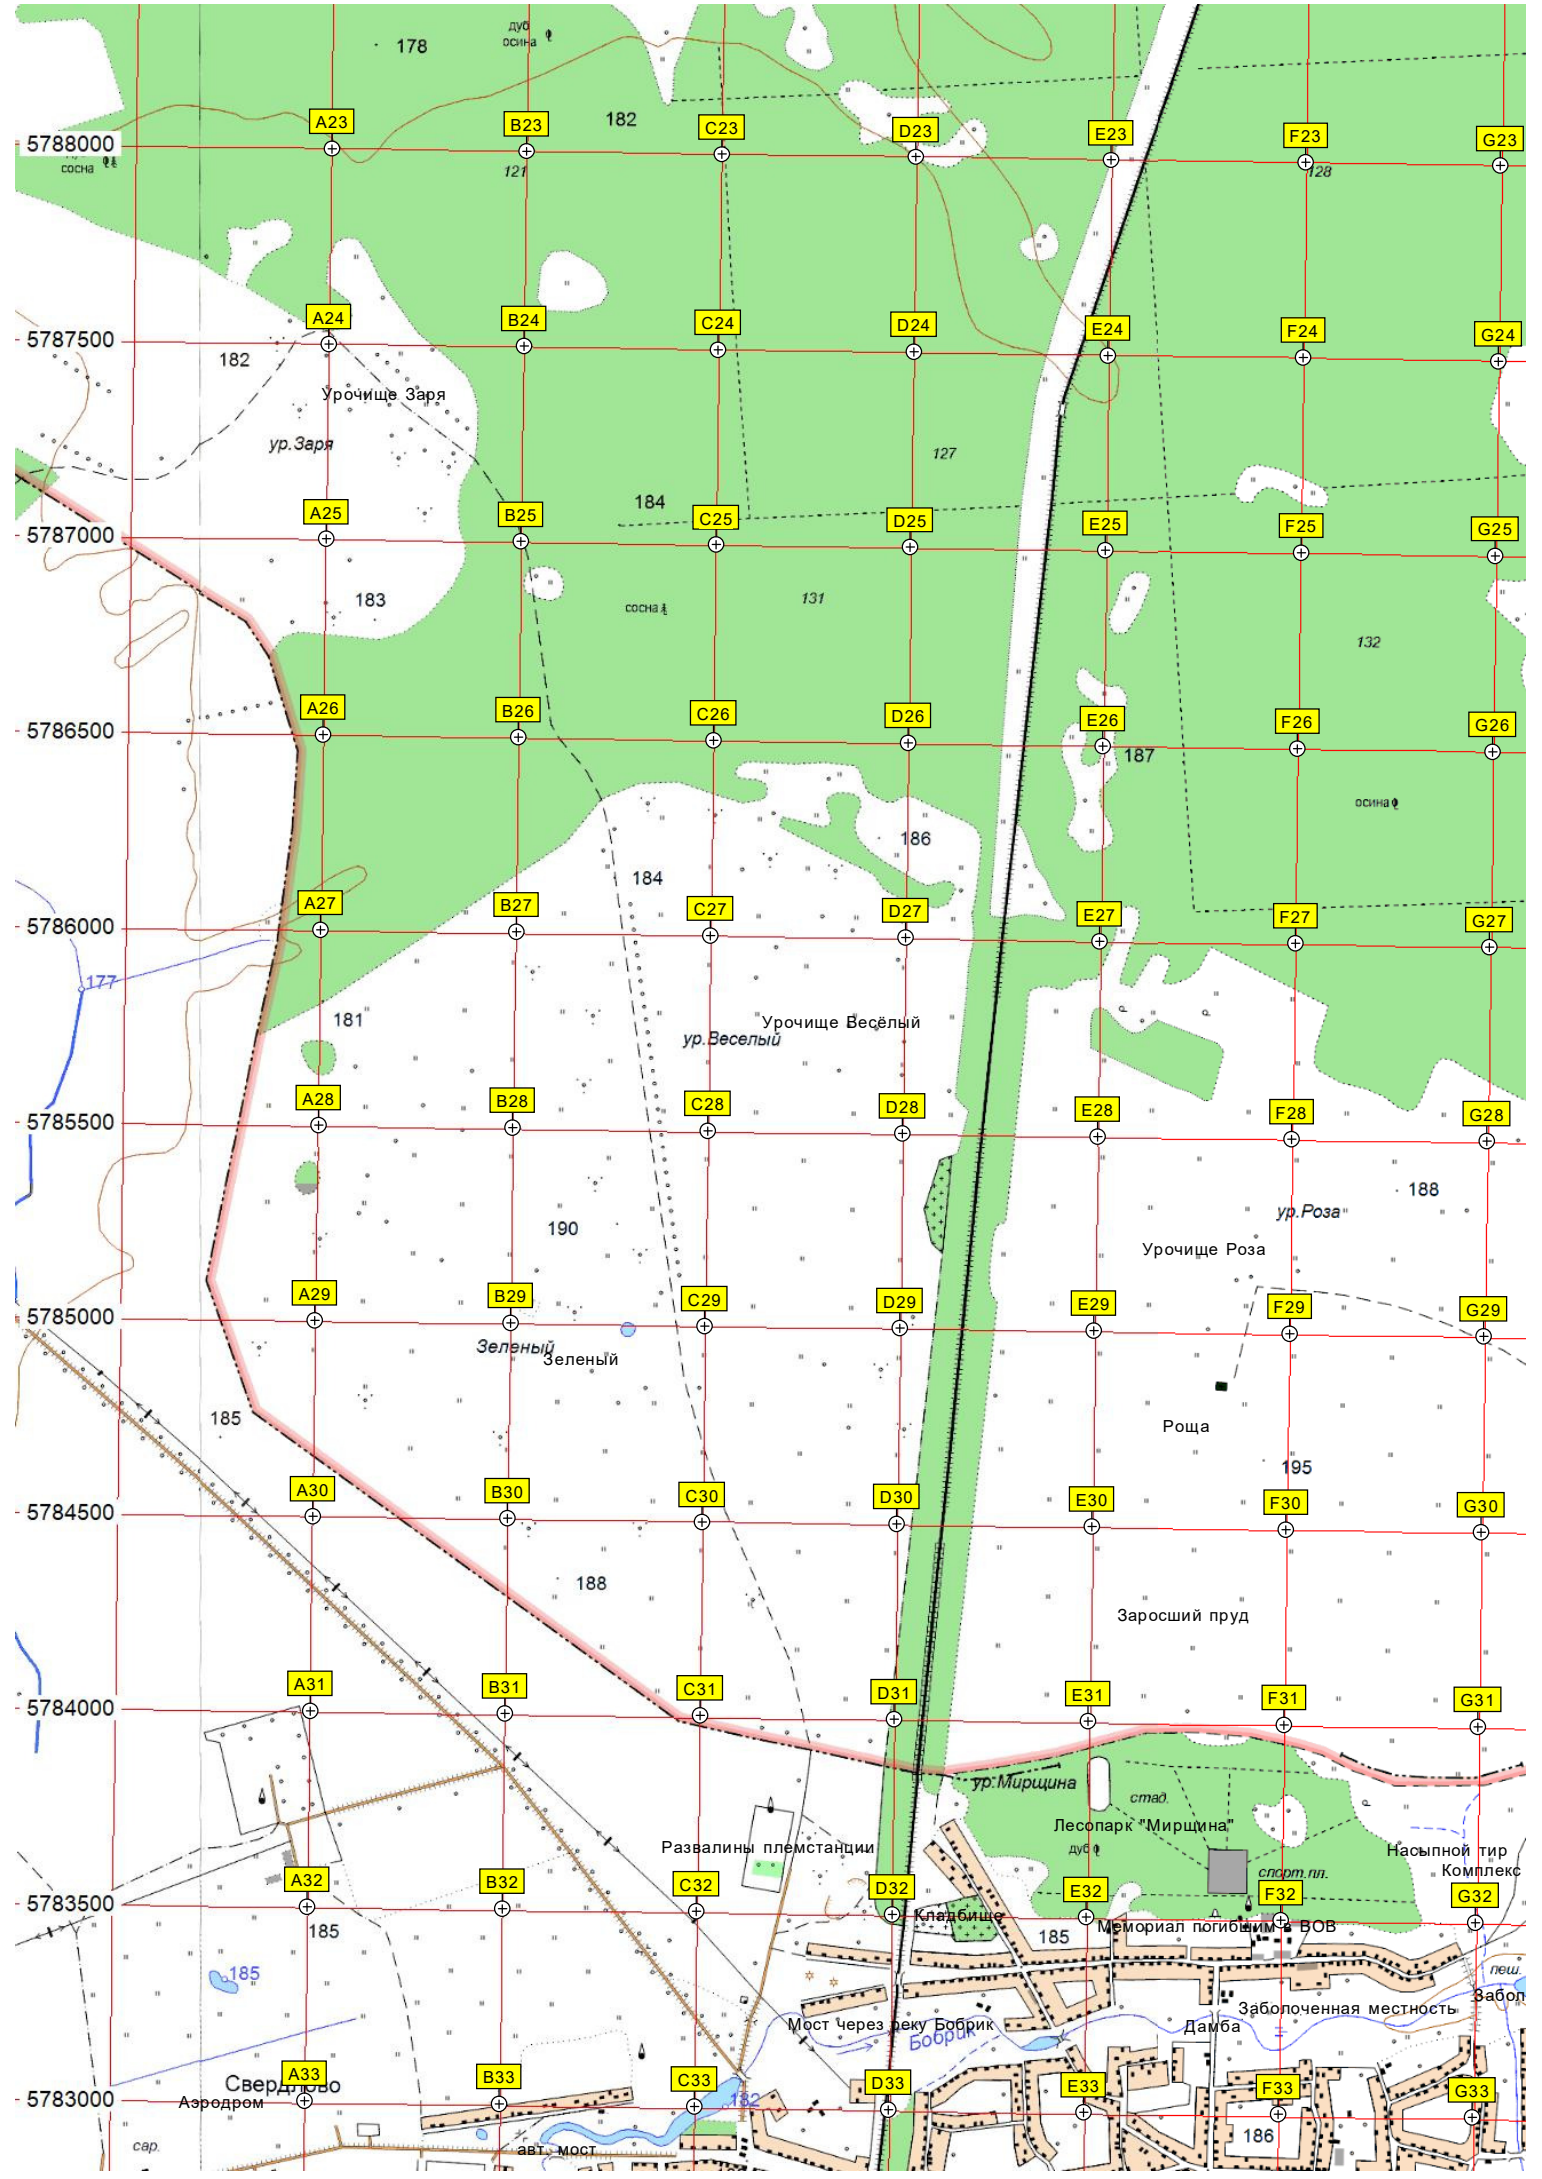 дуб
осина
178
182
A23
B23
C23
D23
E23
F23
G23
5788000
сосна
121
128
A24
B24
C24
D24
E24
F24
G24
5787500
182
Урочище Заря
ур.Заря
127
184
A25
B25
C25
D25
E25
F25
G25
5787000
183
сосна
131
132
A26
B26
C26
D26
E26
F26
G26
5786500
187
осина
186
184
A27
B27
C27
D27
E27
F27
G27
5786000
177
181
Урочище Весёлый
ур.Веселый
A28
B28
C28
D28
E28
F28
G28
5785500
188
190
ур.Роза
Урочище Роза
A29
B29
C29
D29
E29
F29
G29
5785000
Зеленый
Зеленый
185
Роща
195
A30
B30
C30
D30
E30
F30
G30
5784500
188
Заросший пруд
A31
B31
C31
D31
E31
F31
G31
5784000
ур.Мирщина
стад.
Лесопарк "Мирщина"
Развалины племстанции
дуб
Насыпной тир
Комплекс
спорт.пл.
A32
B32
C32
D32
E32
F32
G32
5783500
Кладбище
Мемориал погибшим в ВОВ
185
185
185
пеш.
Забол
Заболоченная местность
Мост через реку Бобрик
Дамба
Бобрик
A33
B33
C33
D33
E33
F33
G33
5783000
Свердлово
Аэродром
182
186
сар.
авт. мост